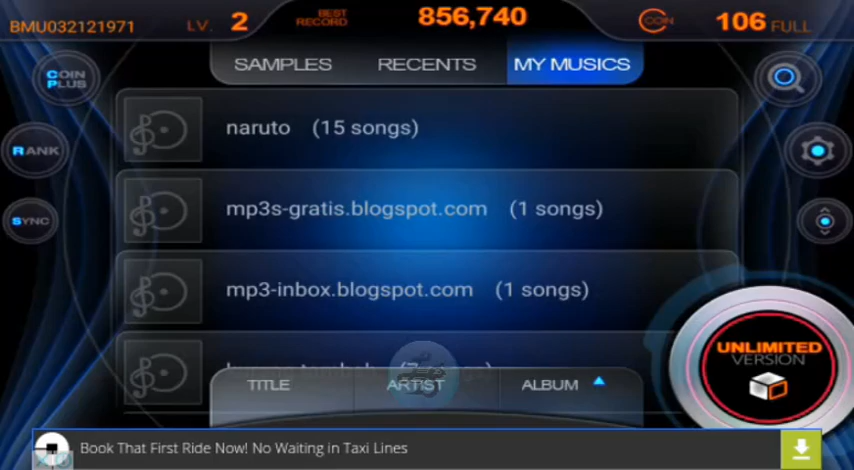 BMU032121971 LV. 2 BEST RECORD 856,740 COIN 106 FULL
COIN PLUS
SAMPLES RECENTS MY MUSICS
naruto (15 songs)
RANK
mp3s-gratis.blogspot.com (1 songs)
SYNC
mp3-inbox.blogspot.com (1 songs)
UNLIMITED
VERSION
TITLE ARTIST ALBUM
Book That First Ride Now! No Waiting in Taxi Lines